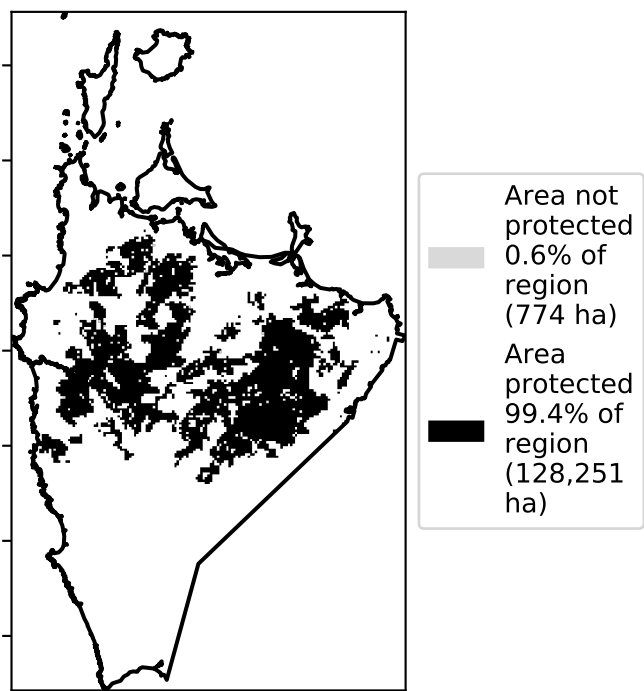 Area not
protected
0.6% of
region
(774 ha)
Area
protected
99.4% of
region
(128,251
ha)